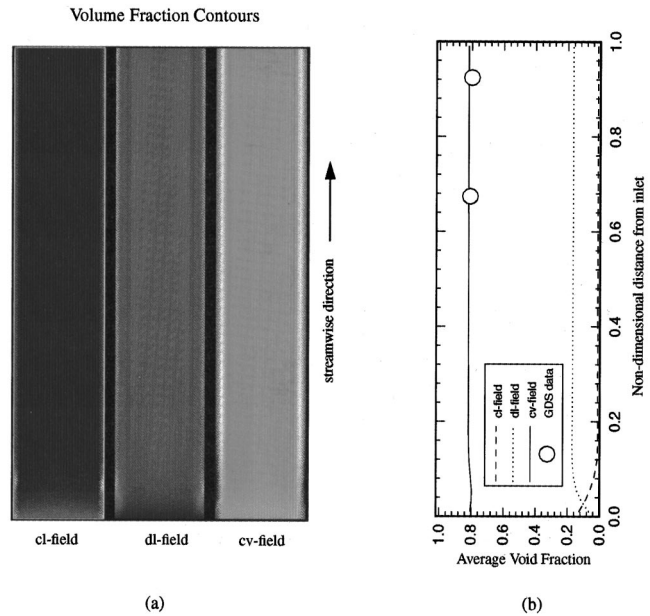 Volume Fraction Contours
streamwise direction
cl-field
dl-field
cv-field
(a)
1.0
0.8
0.6
0.4
0.2
0.0
Non-dimensional distance from inlet
cl-field
dl-field
cv-field
GDS data
1.0
0.8
0.6
0.4
0.2
0.0
Average Void Fraction
(b)